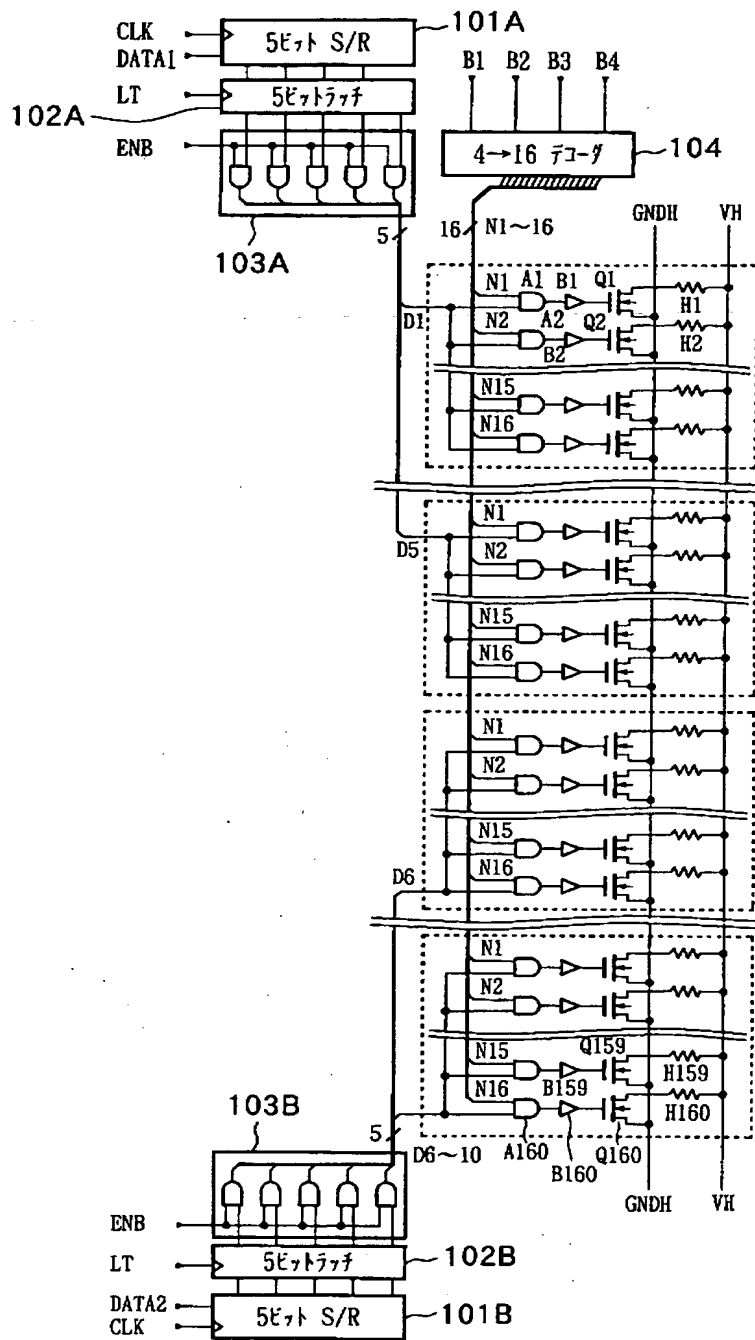 101A
CLK
5ビット S/R
DATA1
B1 B2 B3 B4
LT
5ビットラッチ
102A
ENB
4→16 デコーダ
104
103A
5
16
N1~16
GNDH
VH
D1
N1 A1 B1 Q1
H1
N2 A2 Q2
B2
H2
N15
N16
N1
D5
N2
N15
N16
N1
N2
N15
D6
N16
N1
N2
Q159
N15
B159
H159
N16
H160
103B
5
D6~10
A160
B160
Q160
GNDH
VH
ENB
LT
5ビットラッチ
102B
DATA2
5ビット S/R
101B
CLK